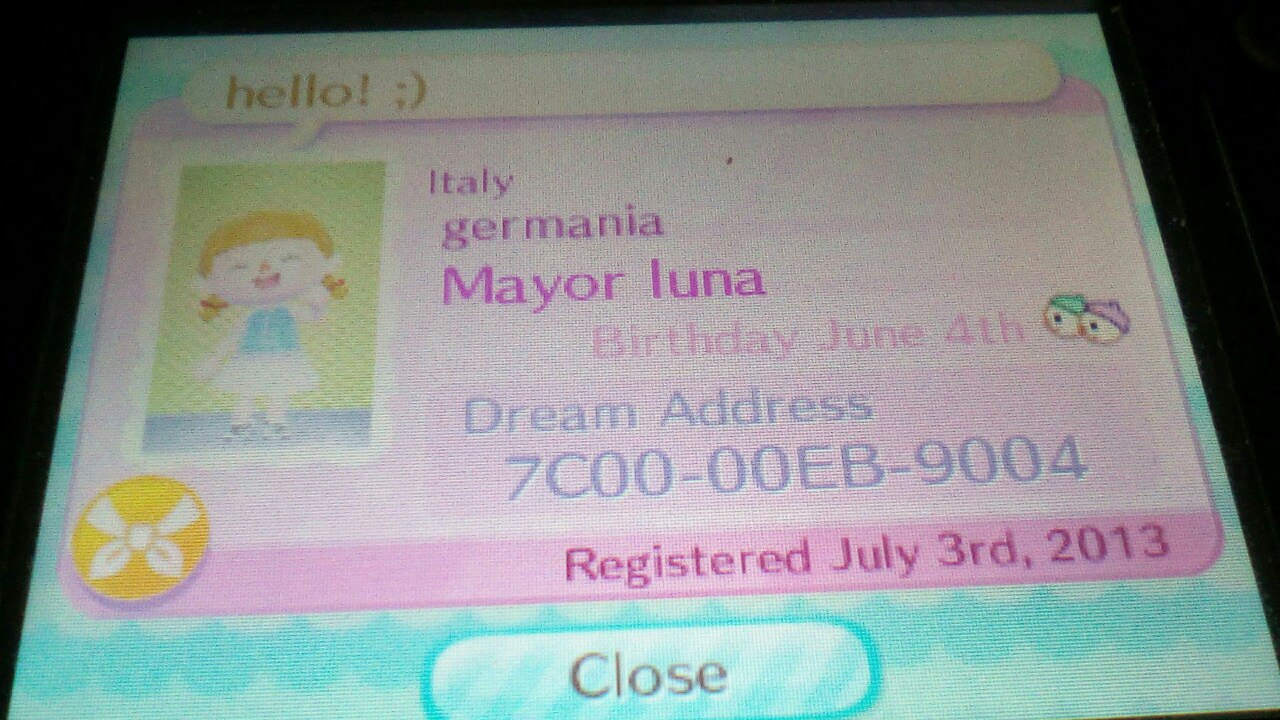 hello! ;)
Italy
germania
Mayor luna
Birthday June 4th
Dream Address
7C00-00EB-9004
Registered July 3rd, 2013
Close